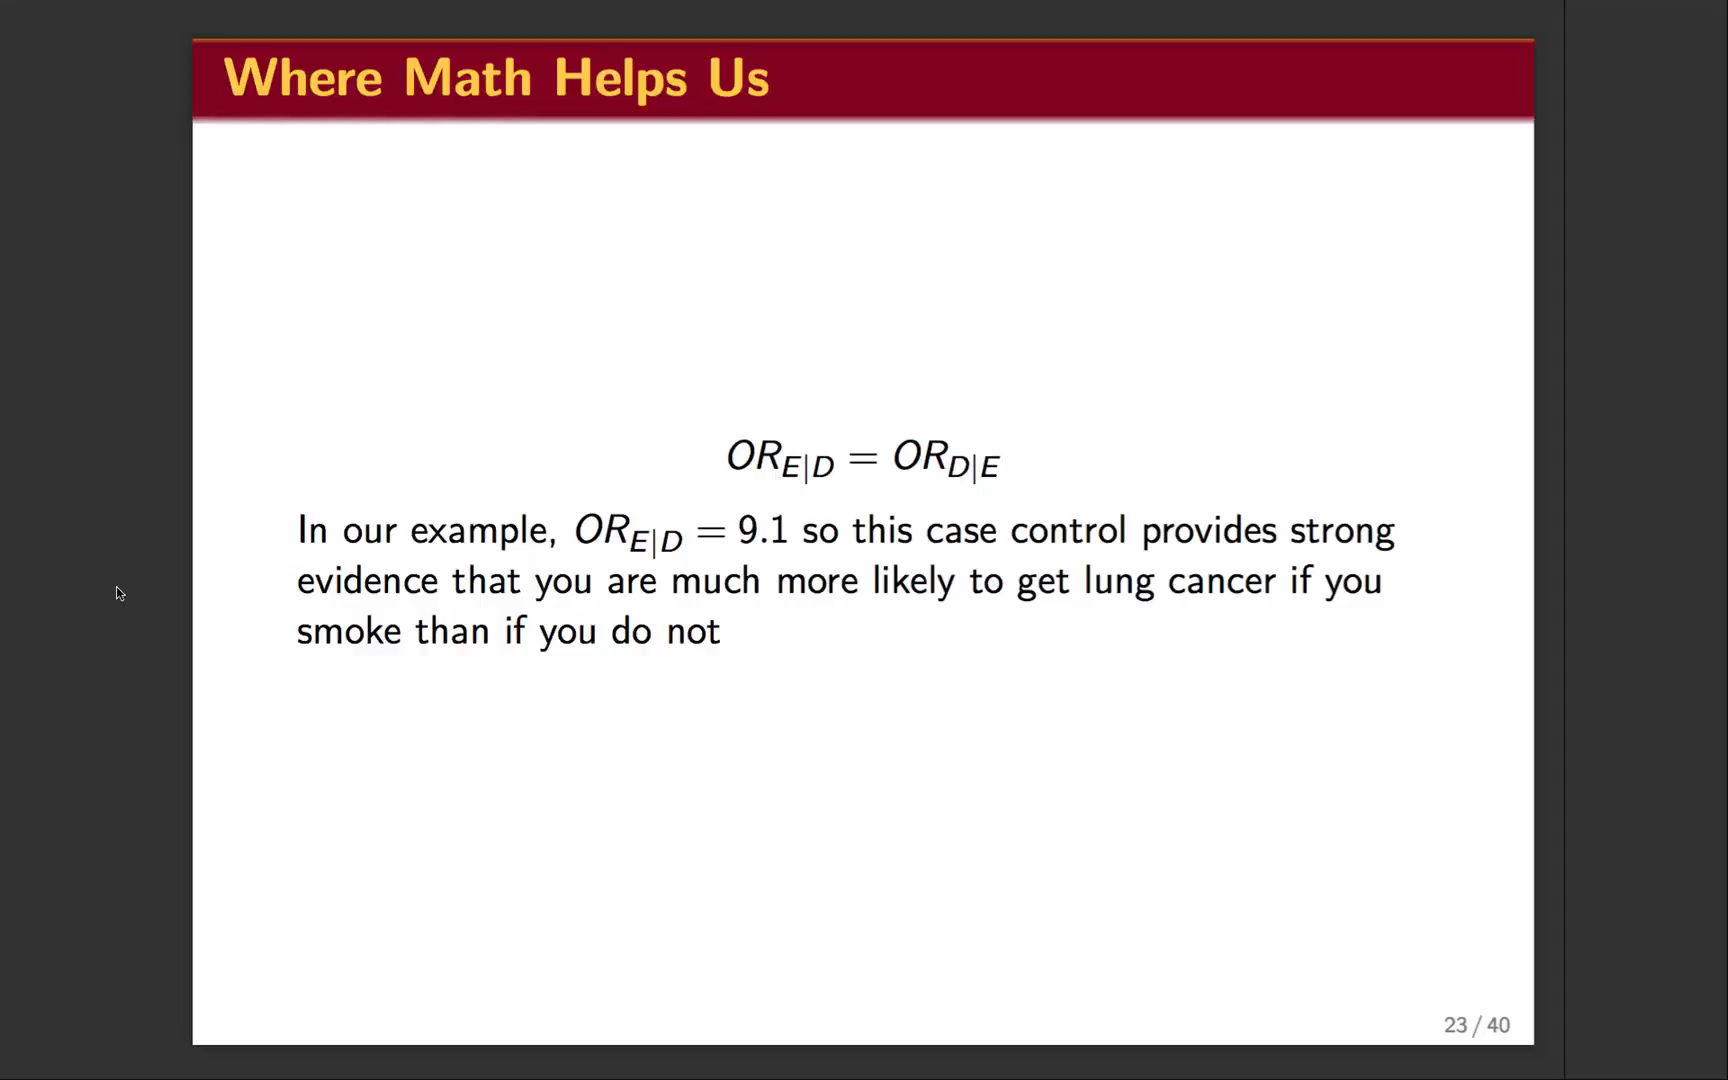 Where Math Helps Us
OR_{E|D} = OR_{D|E}
In our example, OR_{E|D} = 9.1 so this case control provides strong
evidence that you are much more likely to get lung cancer if you
smoke than if you do not
23 / 40